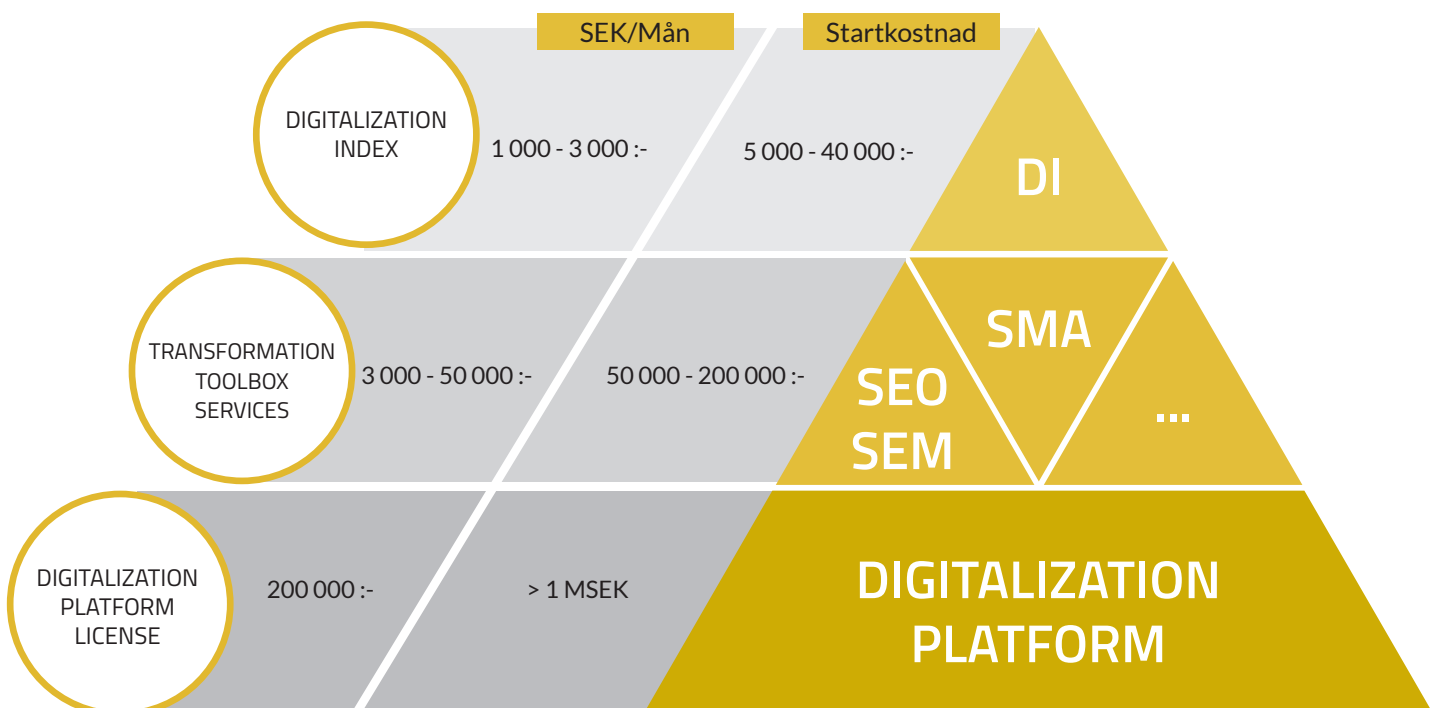 SEK/Mån
Startkostnad
DIGITALIZATION
INDEX
1 000 - 3 000 :-
5 000 - 40 000 :-
DI
TRANSFORMATION
TOOLBOX
SERVICES
3 000 - 50 000 :-
50 000 - 200 000 :-
SEO
SEM
SMA
...
DIGITALIZATION
PLATFORM
LICENSE
200 000 :-
> 1 MSEK
DIGITALIZATION
PLATFORM